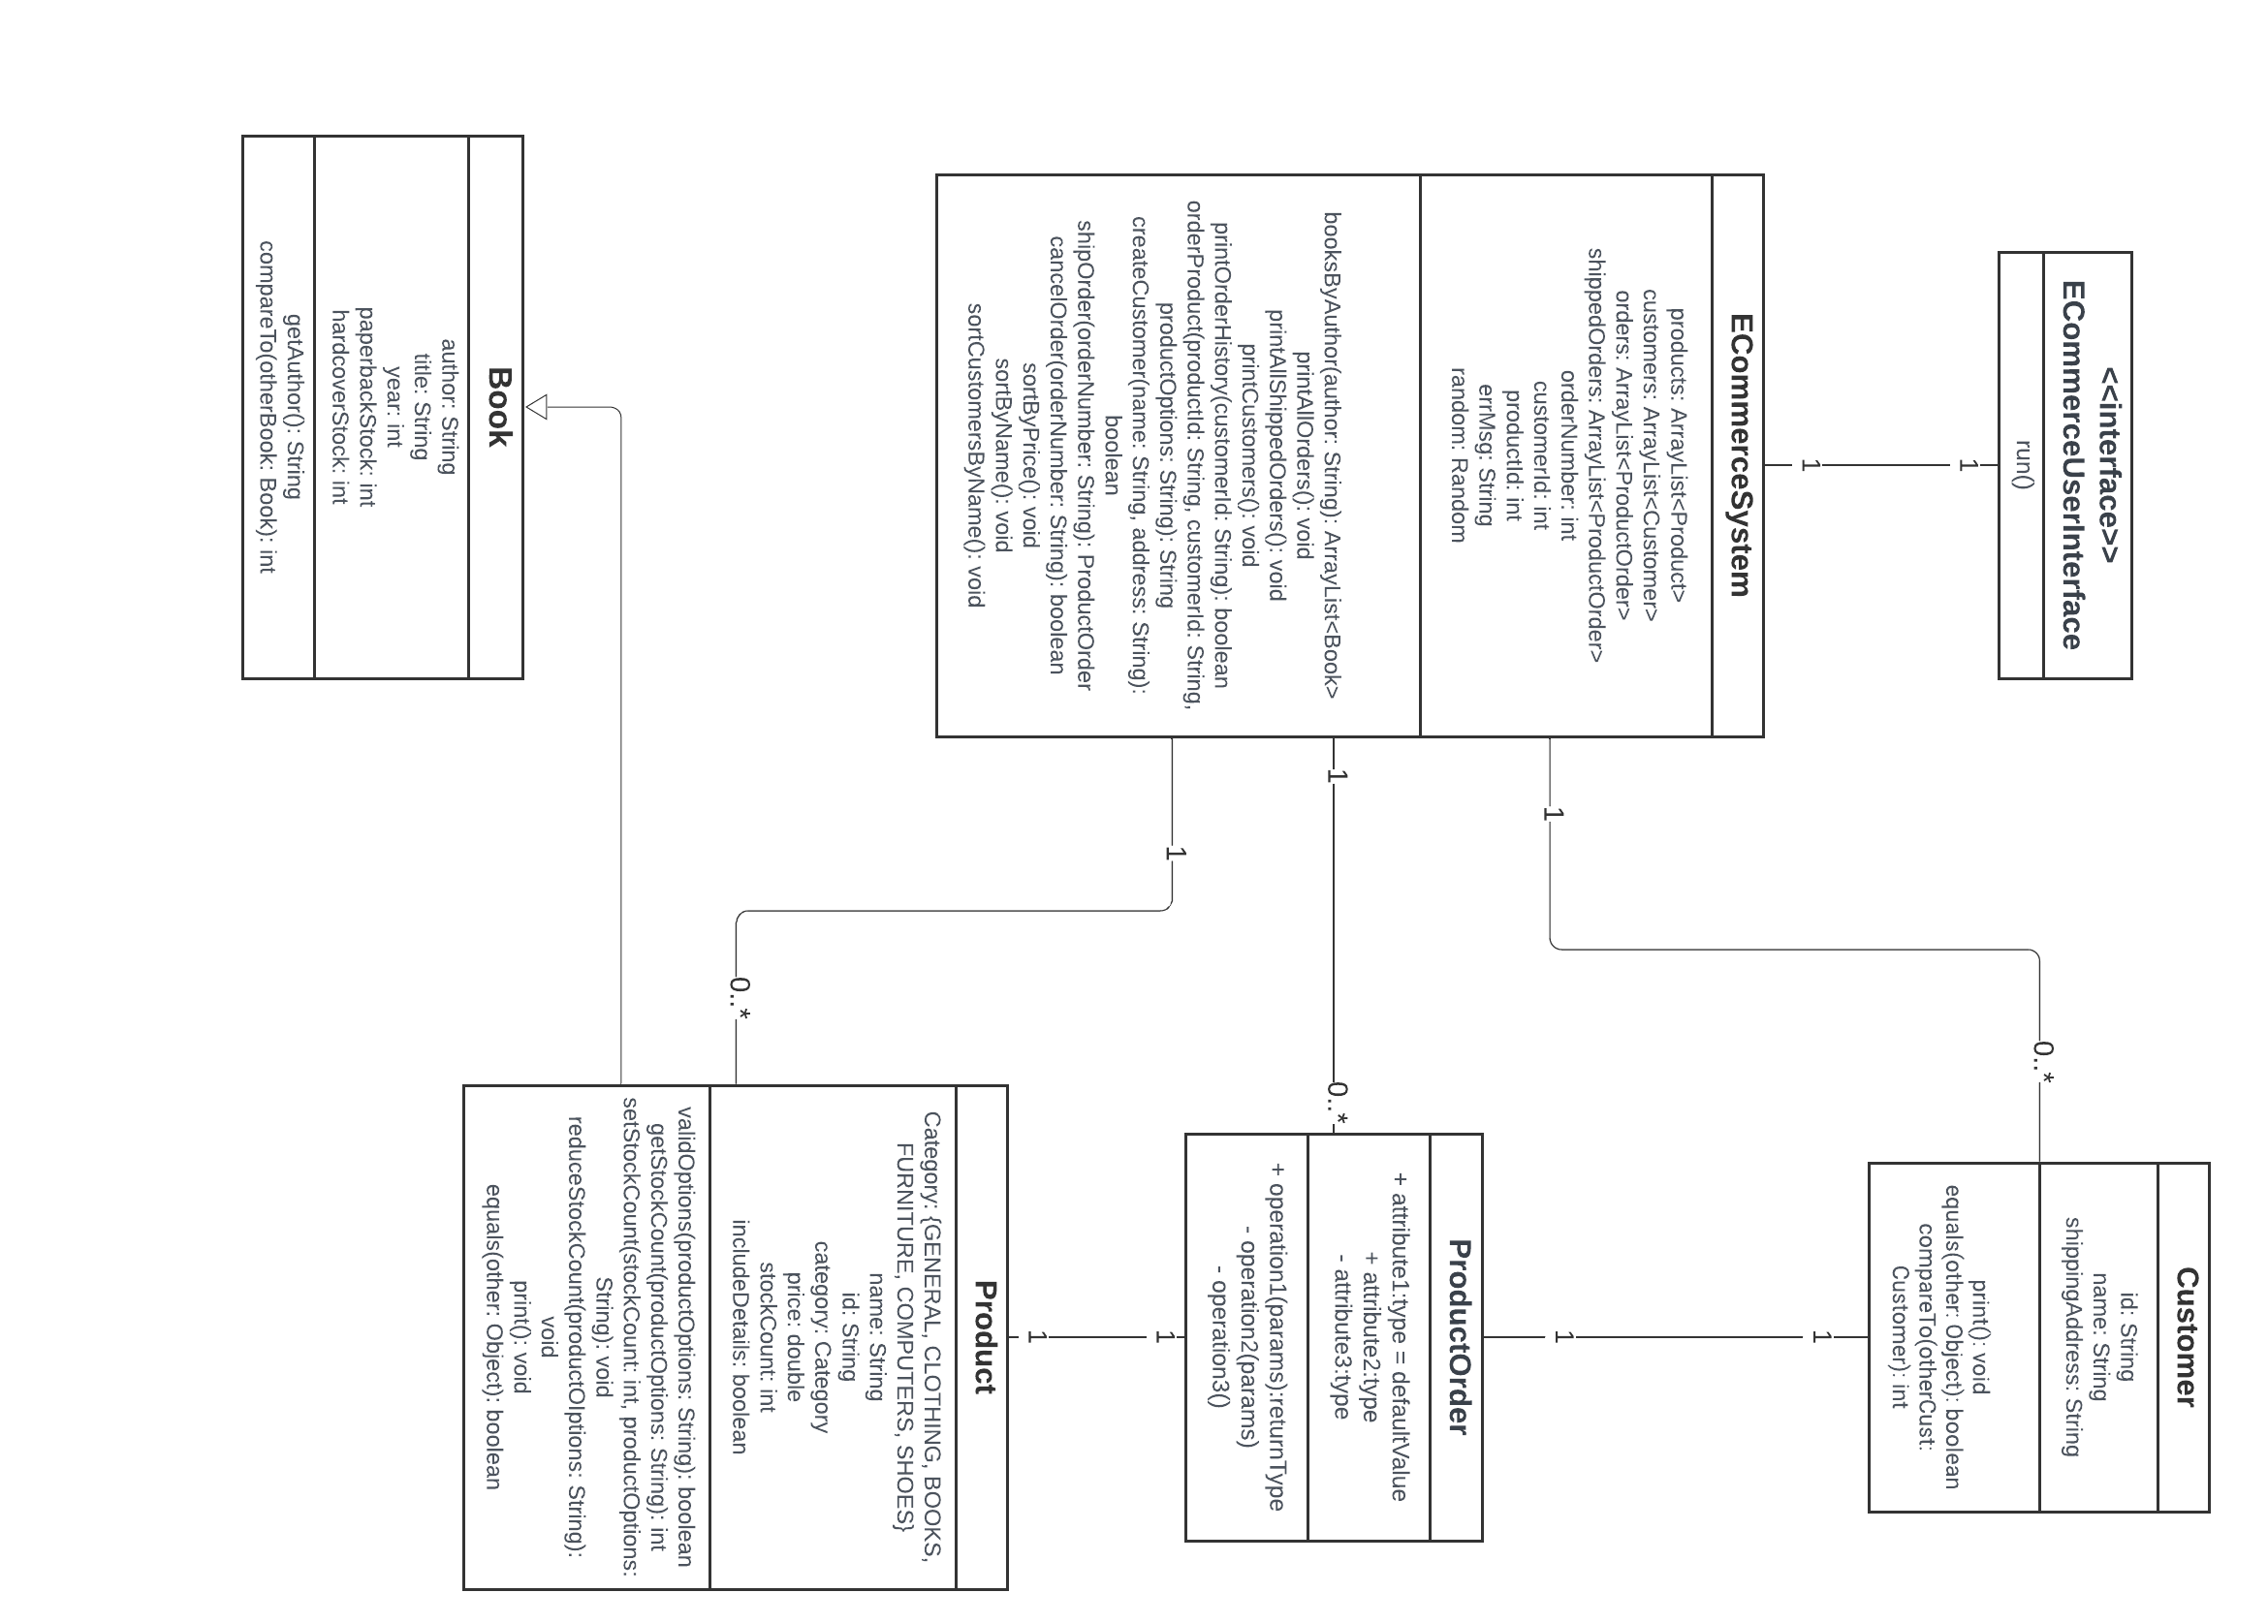 <<interface>>
ECommerceUserInterface
run()
1
1
ECommerceSystem
products: ArrayList<Product>
customers: ArrayList<Customer>
orders: ArrayList<ProductOrder>
shippedOrders: ArrayList<ProductOrder>
orderNumber: int
customerId: int
productId: int
errMsg: String
random: Random
booksByAuthor(author: String): ArrayList<Book>
printAllOrders(): void
printAllShippedOrders(): void
printCustomers(): void
printOrderHistory(customerId: String): boolean
orderProduct(productId: String, customerId: String,
productOptions: String): String
createCustomer(name: String, address: String):
boolean
shipOrder(orderNumber: String): ProductOrder
cancelOrder(orderNumber: String): boolean
sortByPrice(): void
sortByName(): void
sortCustomersByName(): void
1
0..*
1
0..*
1
0..*
Customer
id: String
name: String
shippingAddress: String
print(): void
equals(other: Object): boolean
compareTo(otherCust:
Customer): int
1
1
ProductOrder
+ attribute1:type = defaultValue
+ attribute2:type
- attribute3:type
+ operation1(params):returnType
- operation2(params)
- operation3()
1
1
Product
Category: {GENERAL, CLOTHING, BOOKS,
FURNITURE, COMPUTERS, SHOES}
name: String
id: String
category: Category
price: double
stockCount: int
includeDetails: boolean
validOptions(productOptions: String): boolean
getStockCount(productOptions: String): int
setStockCount(stockCount: int, productOptions:
String): void
reduceStockCount(productOIptions: String):
void
print(): void
equals(other: Object): boolean
Book
author: String
title: String
year: int
paperbackStock: int
hardcoverStock: int
getAuthor(): String
compareTo(otherBook: Book): int